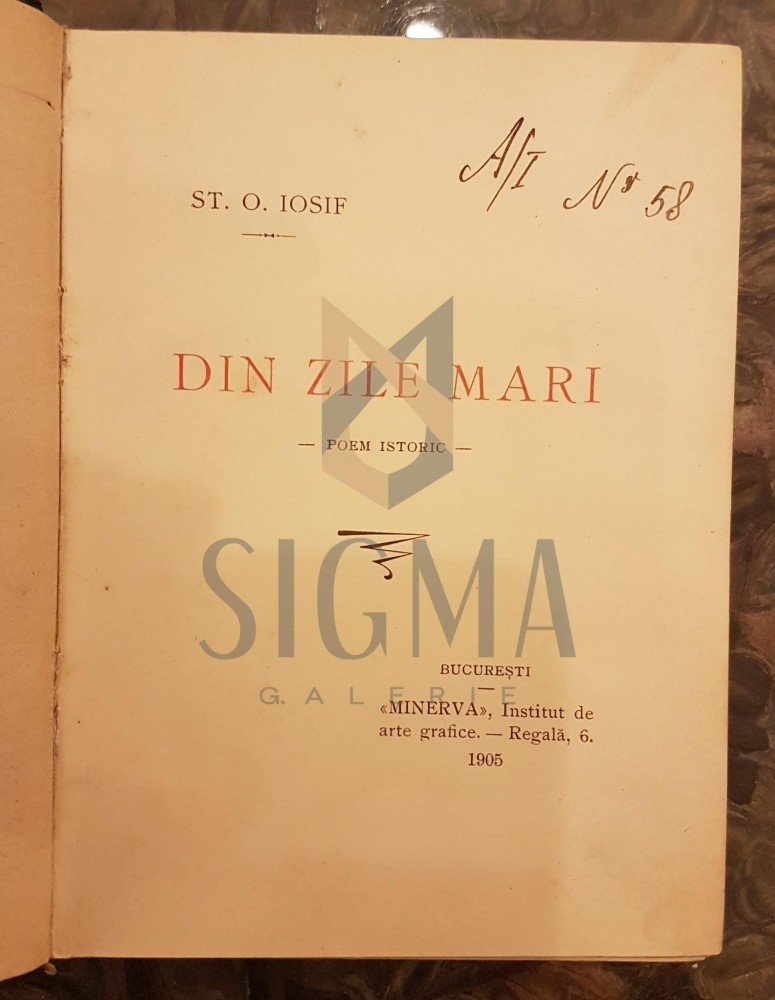 A/I Nr 58
ST. O. IOSIF
DIN ZILE MARI
— POEM ISTORIC —
SIGMA
GALERIE
BUCUREȘTI
«MINERVA», Institut de
arte grafice. — Regală, 6.
1905